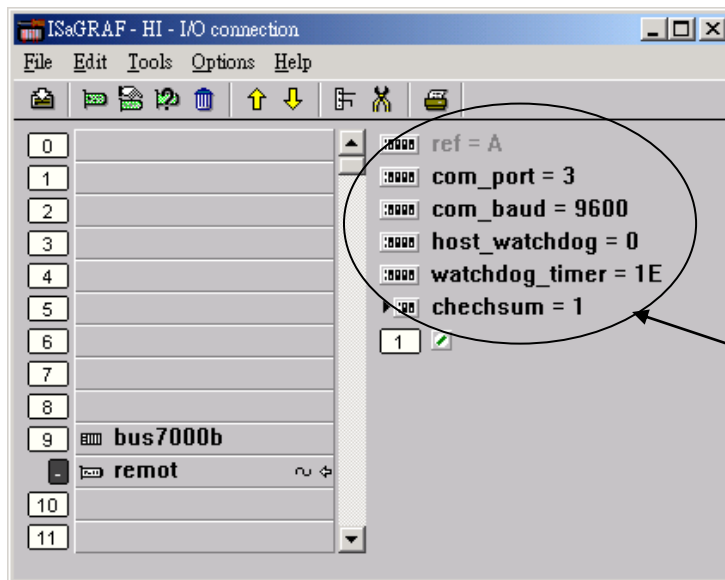 ISaGRAF - HI - I/O connection
File Edit Tools Options Help
0
1
2
3
4
5
6
7
8
9 bus7000b
- remot
10
11
ref = A
com_port = 3
com_baud = 9600
host_watchdog = 0
watchdog_timer = 1E
chechsum = 1
1